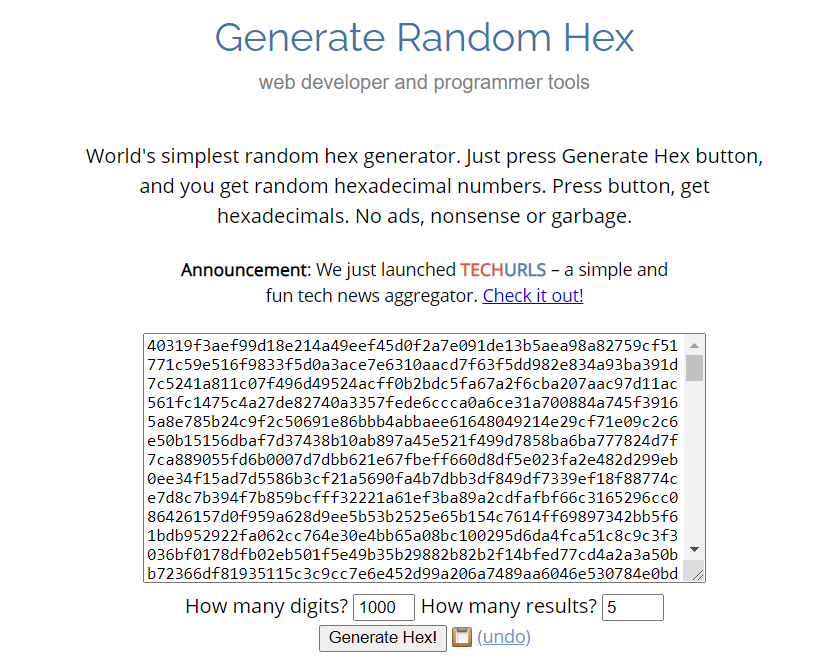 Generate Random Hex
web developer and programmer tools
World's simplest random hex generator. Just press Generate Hex button,
and you get random hexadecimal numbers. Press button, get
hexadecimals. No ads, nonsense or garbage.
Announcement: We just launched TECHURLS – a simple and
fun tech news aggregator. Check it out!
40319f3aef99d18e214a49eef45d0f2a7e091de13b5aea98a82759cf51
771c59e516f9833f5d0a3ace7e6310aacd7f63f5dd982e834a93ba391d
7c5241a811c07f496d49524acff0b2bdc5fa67a2f6cba207aac97d11ac
561fc1475c4a27de82740a3357fede6ccca0a6ce31a700884a745f3916
5a8e785b24c9f2c50691e86bbb4abbaee61648049214e29cf71e09c2c6
e50b15156dbaf7d37438b10ab897a45e521f499d7858ba6ba777824d7f
7ca889055fd6b0007d7dbb621e67fbeff660d8df5e023fa2e482d299eb
0ee34f15ad7d5586b3cf21a5690fa4b7dbb3df849df7339ef18f88774c
e7d8c7b394f7b859bcfff32221a61ef3ba89a2cdfafbf66c3165296cc0
86426157d0f959a628d9ee5b53b2525e65b154c7614ff69897342bb5f6
1bdb952922fa062cc764e30e4bb65a08bc100295d6da4fca51c8c9c3f3
036bf0178dfb02eb501f5e49b35b29882b82b2f14bfed77cd4a2a3a50b
b72366df81935115c3c9cc7e6e452d99a206a7489aa6046e530784e0bd
How many digits? 1000 How many results? 5
Generate Hex! (undo)